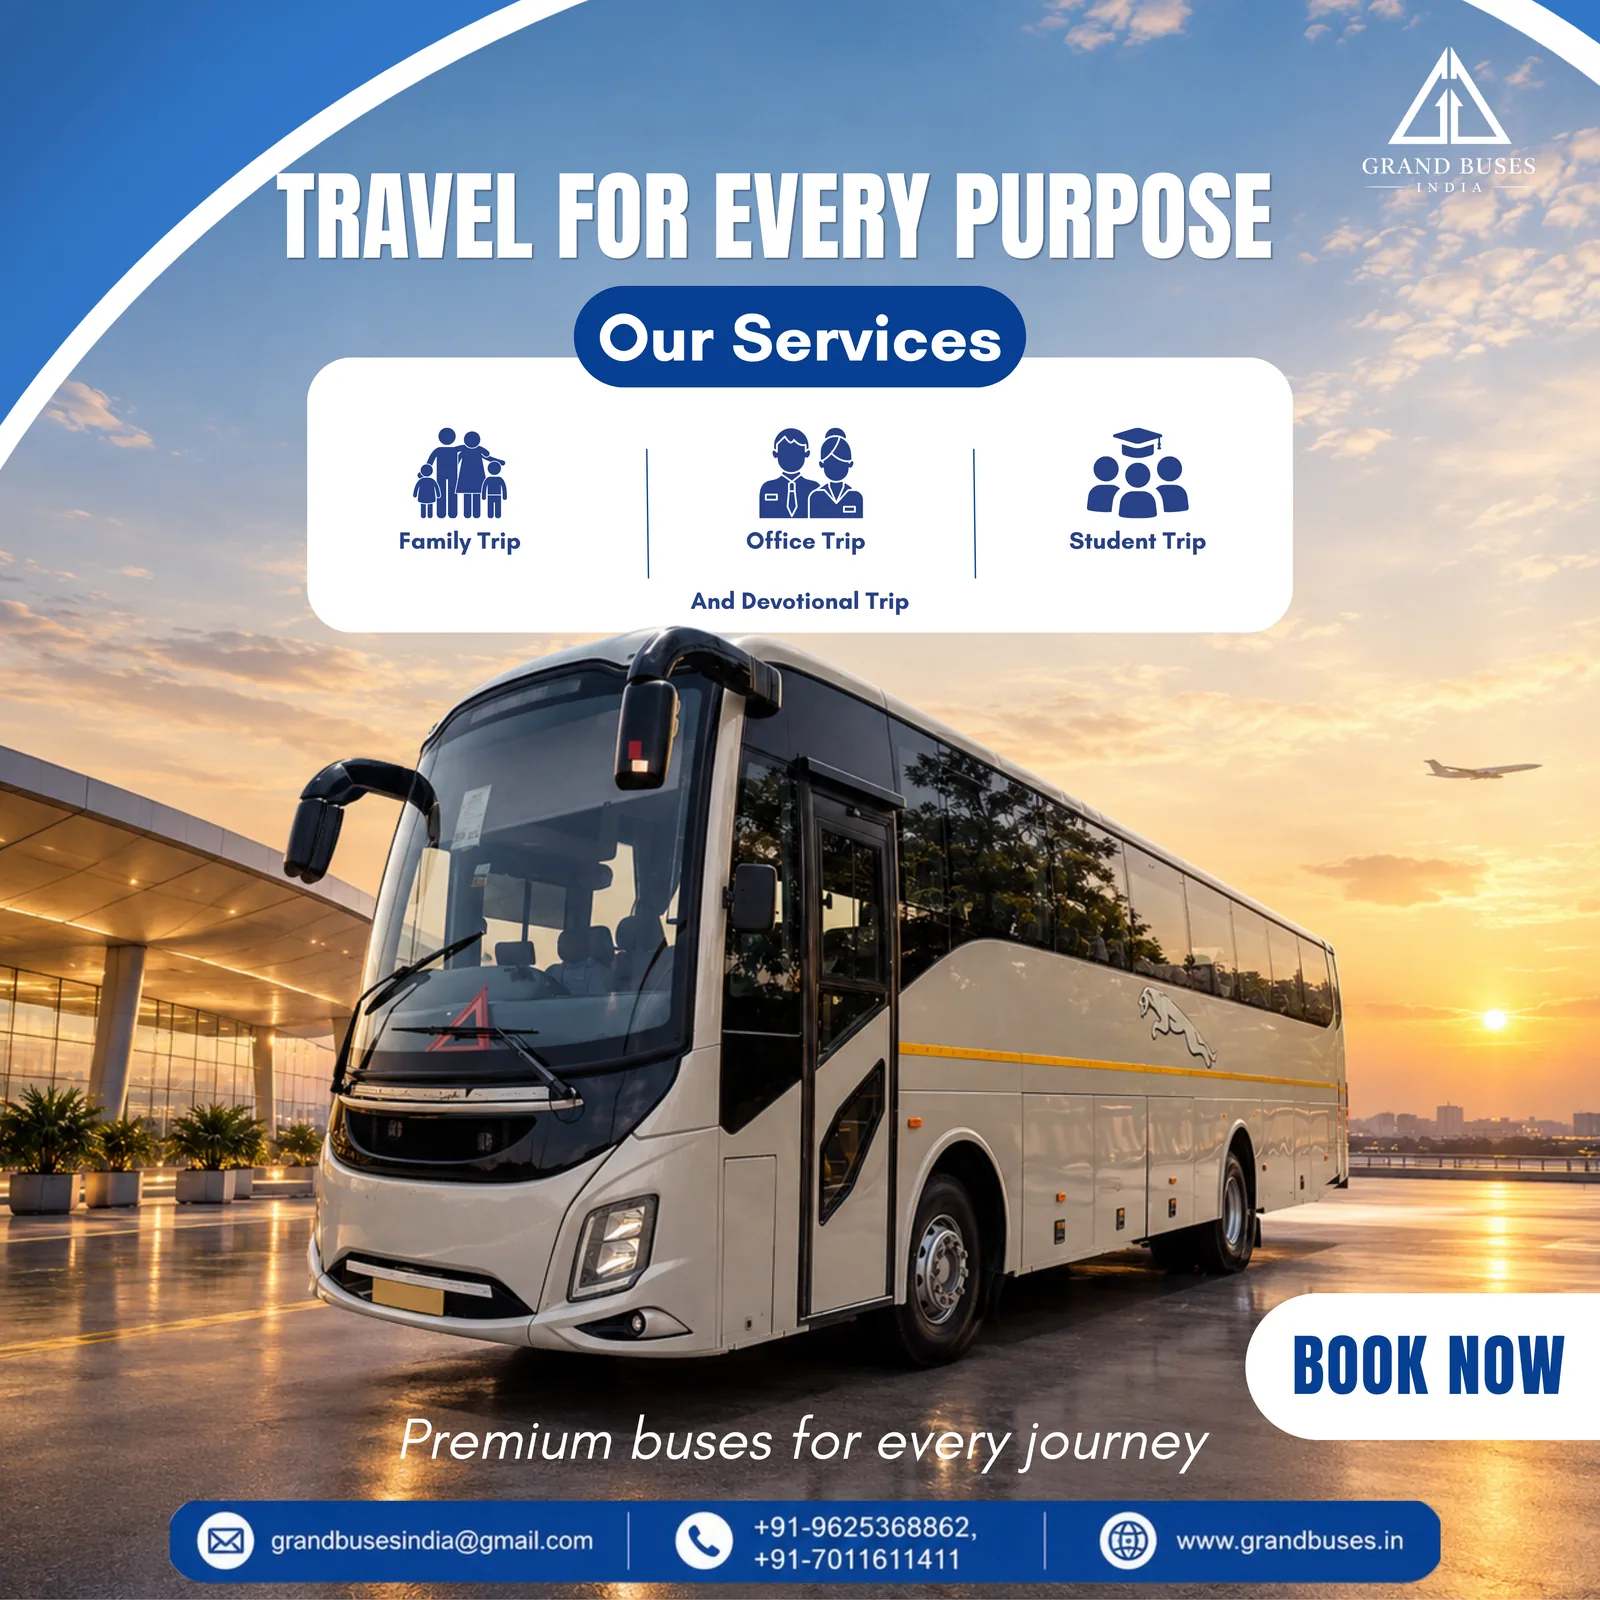 GRAND BUSES
INDIA
TRAVEL FOR EVERY PURPOSE
Our Services
Family Trip
Office Trip
Student Trip
And Devotional Trip
BOOK NOW
Premium buses for every journey
grandbusesindia@gmail.com
+91-9625368862,
+91-7011611411
www.grandbuses.in